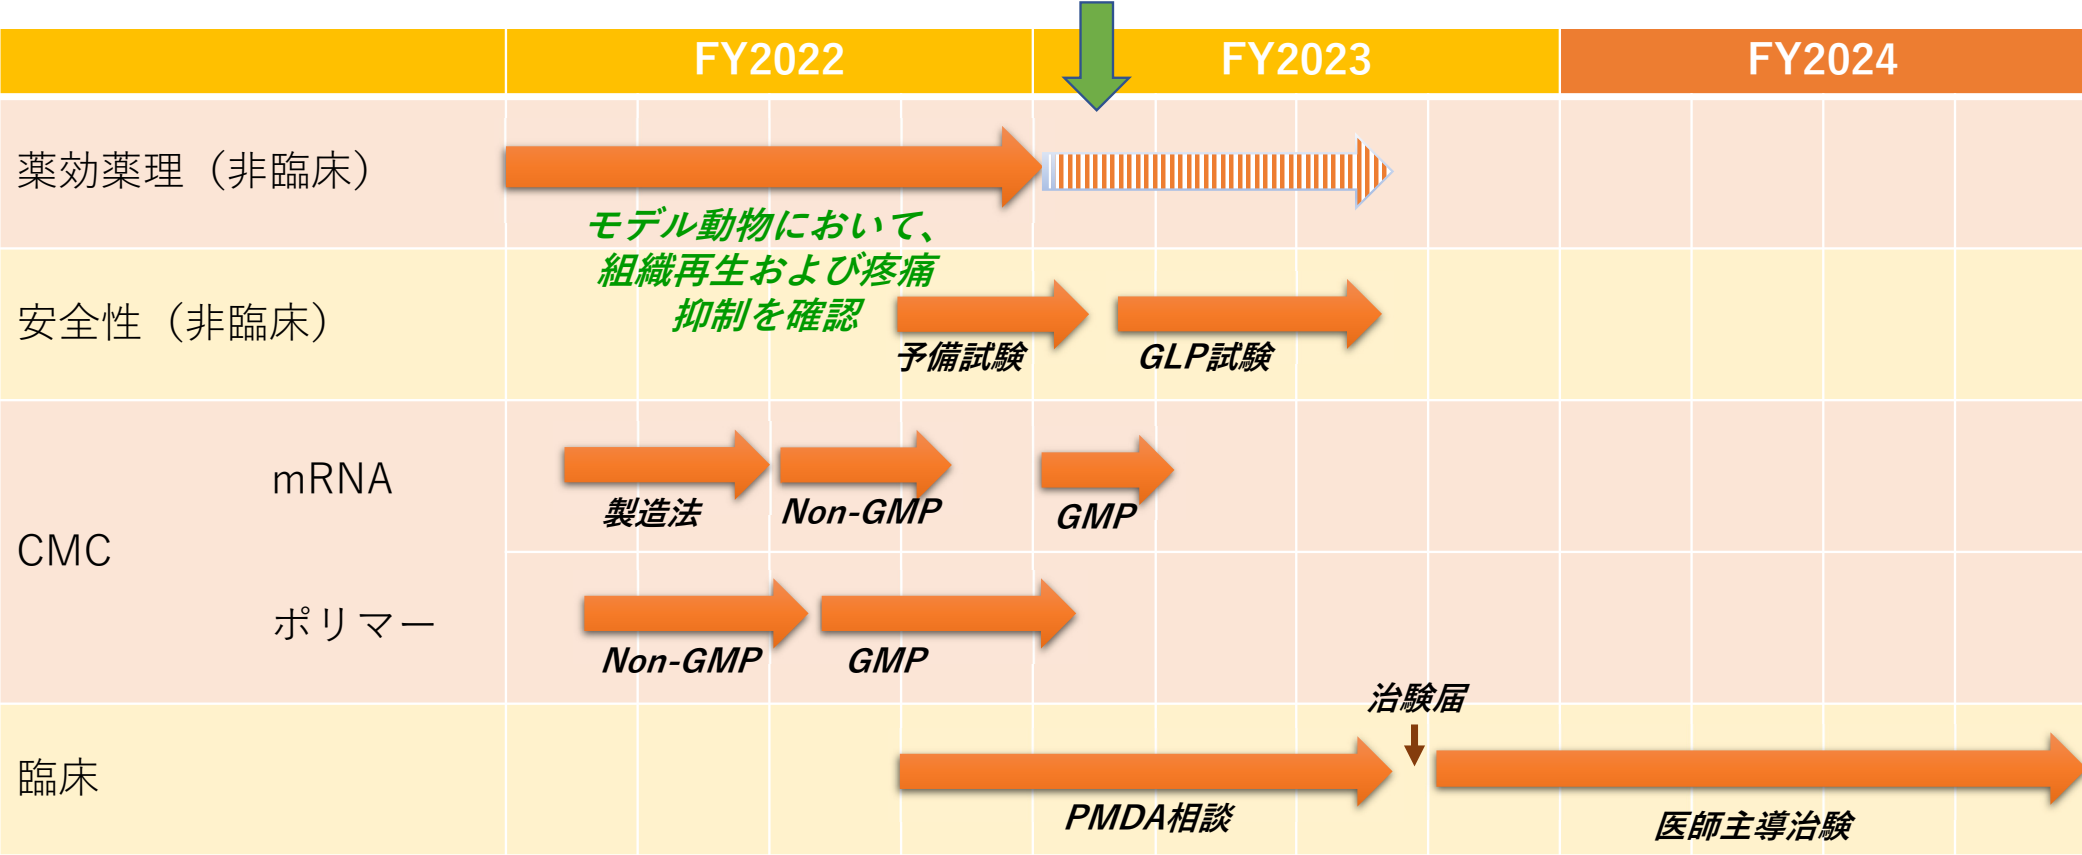 FY2022
FY2023
FY2024
薬効薬理（非臨床）
モデル動物において、
組織再生および疼痛
抑制を確認
安全性（非臨床）
予備試験
GLP試験
CMC
mRNA
製造法
Non-GMP
GMP
ポリマー
Non-GMP
GMP
臨床
治験届
PMDA相談
医師主導治験